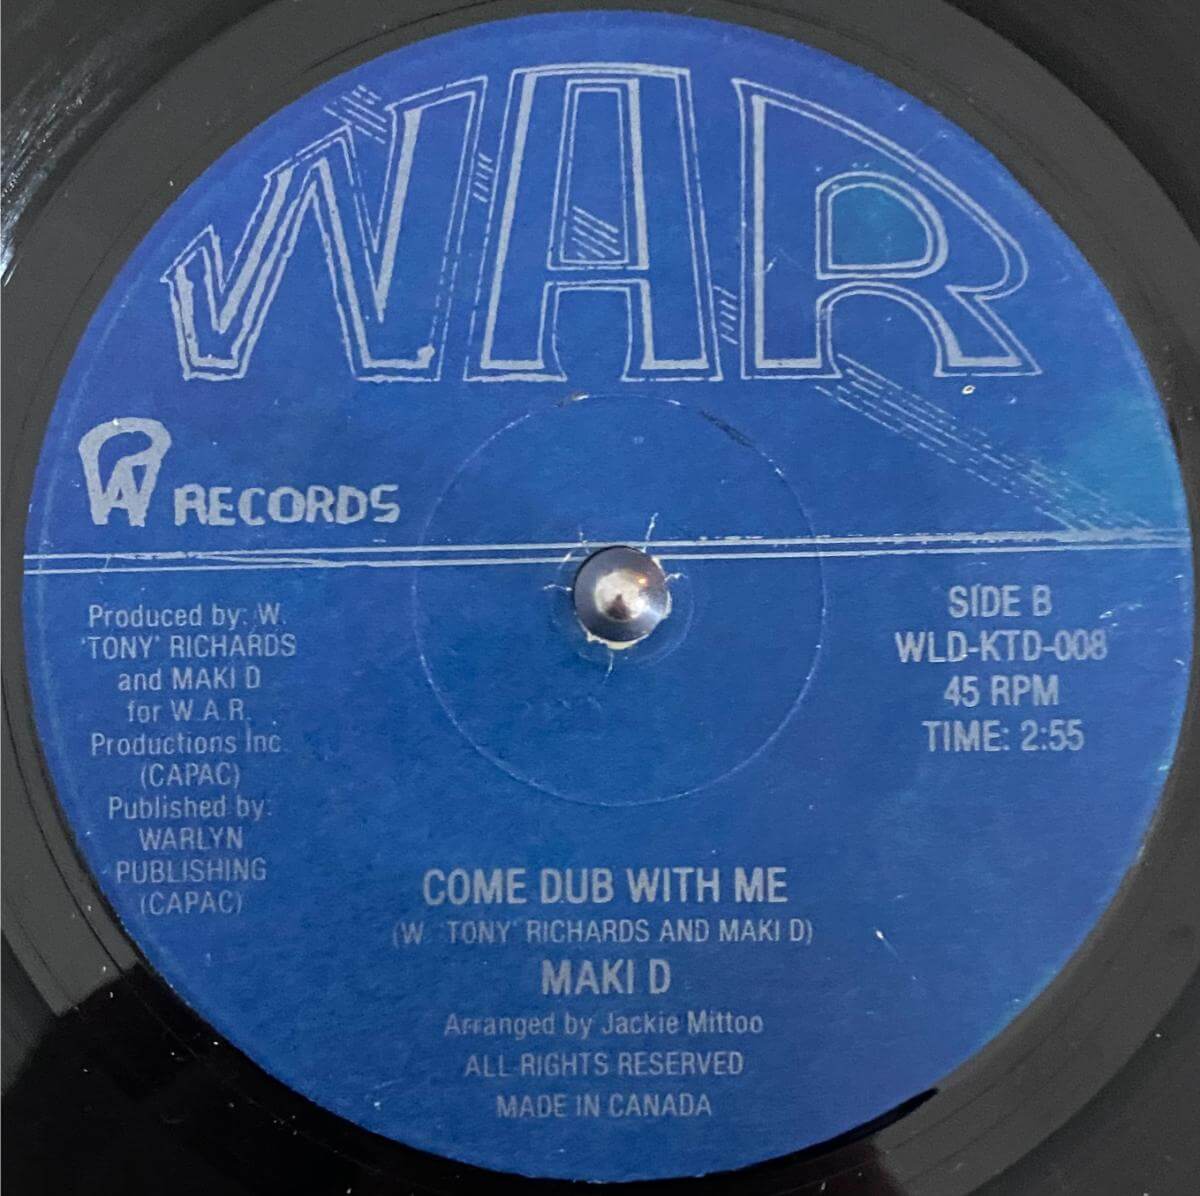 WAR
RECORDS
Produced by: W.
'TONY' RICHARDS
and MAKI D
for W.A.R.
Productions Inc.
(CAPAC)
Published by:
WARLYN
PUBLISHING
(CAPAC)
SIDE B
WLD-KTD-008
45 RPM
TIME: 2:55
COME DUB WITH ME
(W. 'TONY' RICHARDS AND MAKI D)
MAKI D
Arranged by Jackie Mittoo
ALL RIGHTS RESERVED
MADE IN CANADA